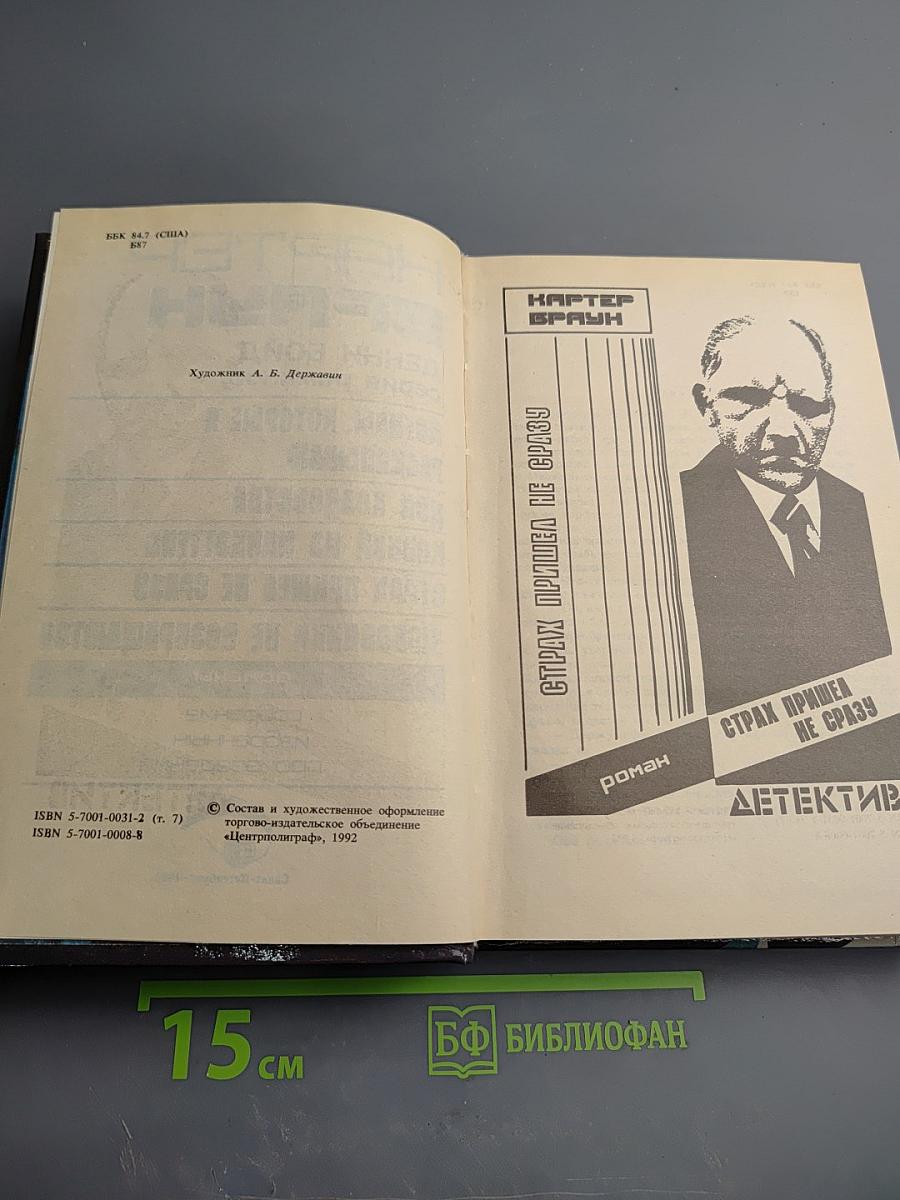 ББК 84.7 (США)
Б87
Художник А. Б. Державин
ISBN 5-7001-0031-2 (т. 7)
ISBN 5-7001-0008-8
© Состав и художественное оформление
торгово-издательское объединение
«Центрполиграф», 1992
КАРТЕР
БРАУН
СТРАХ ПРИШЕЛ НЕ СРАЗУ
СТРАХ ПРИШЕЛ
НЕ СРАЗУ
роман
ДЕТЕКТИВ
15 см
БФ БИБЛИОФАН